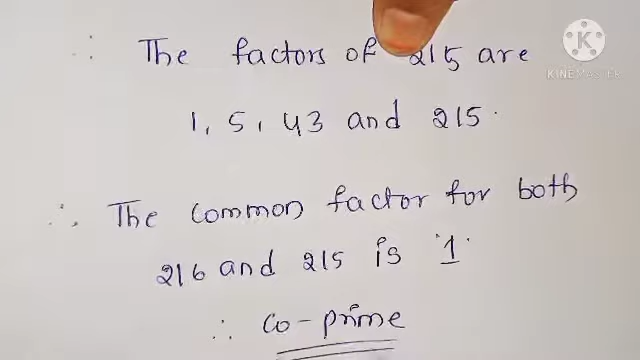 ∴ The factors of 215 are
1, 5, 43 and 215.
∴ The common factor for both
216 and 215 is '1'.
∴ Co-prime
K
KINEMASTER